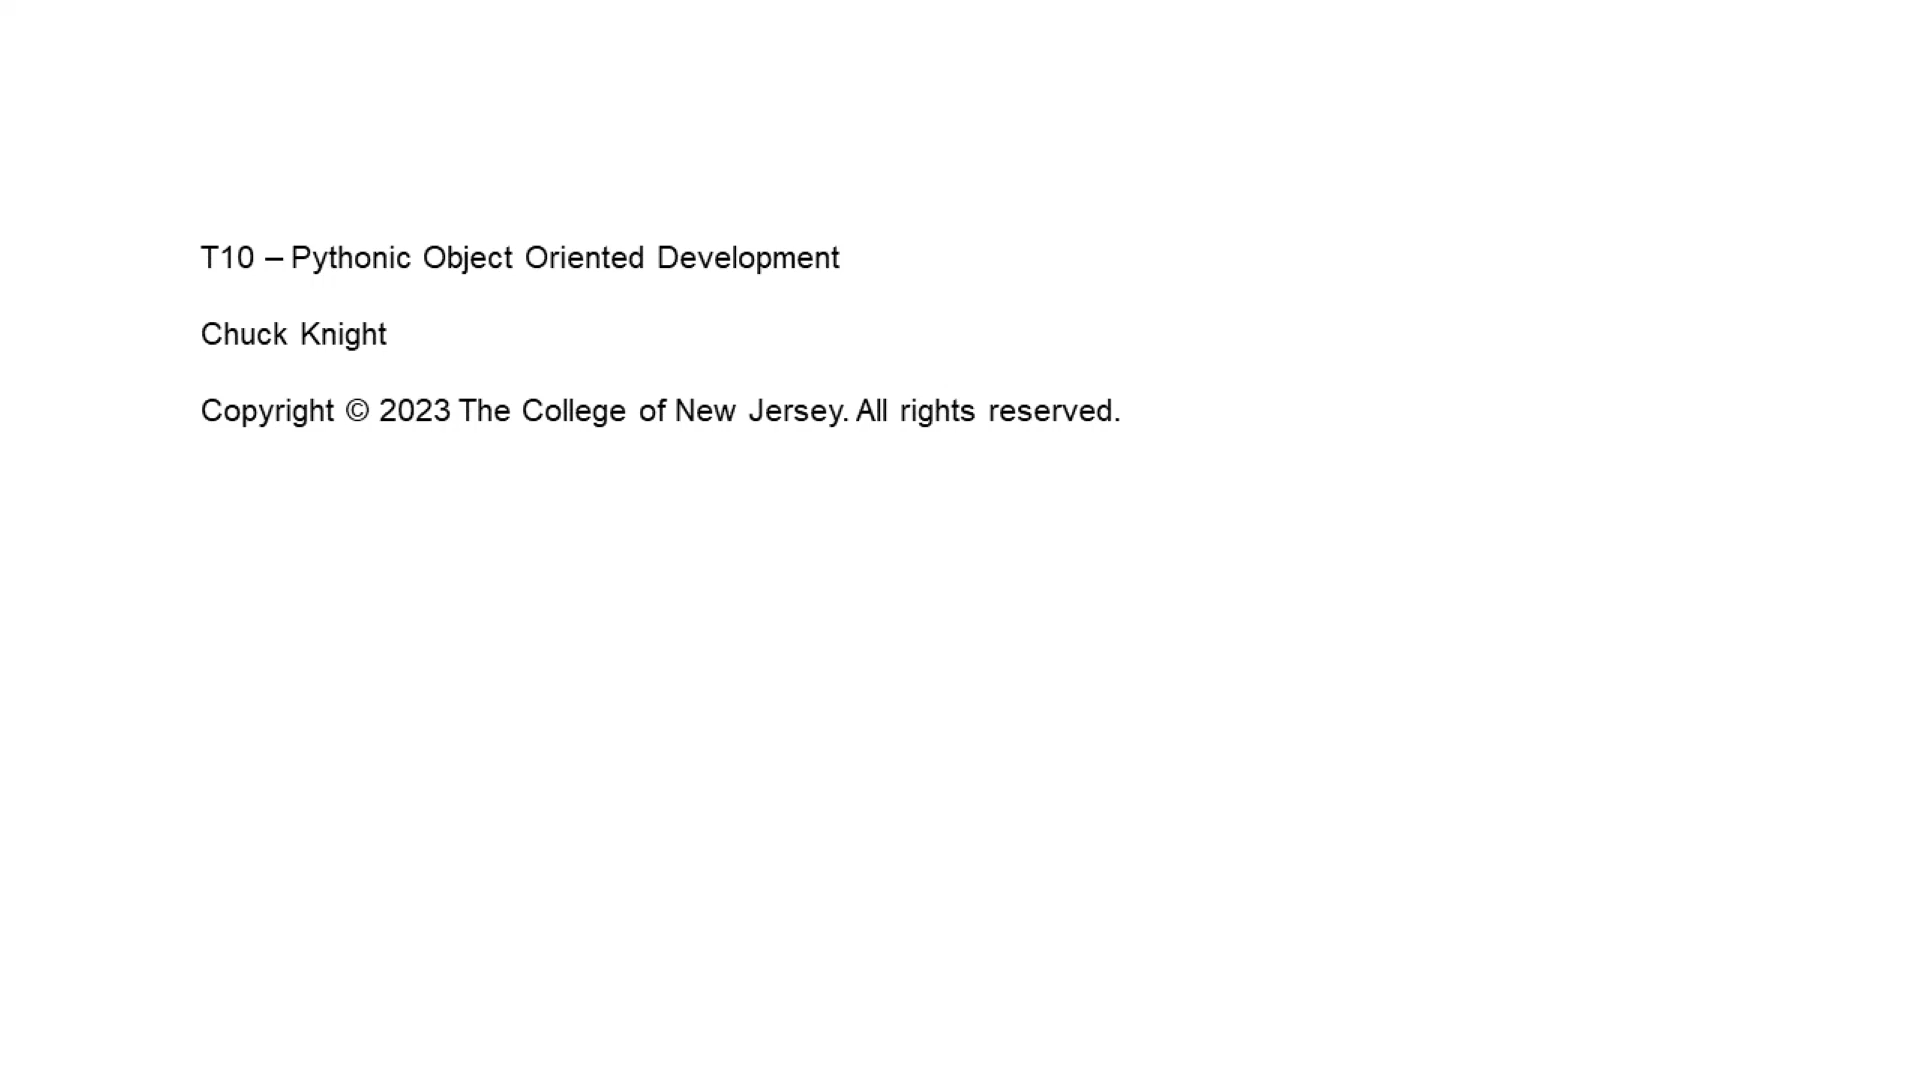 T10 – Pythonic Object Oriented Development
Chuck Knight
Copyright © 2023 The College of New Jersey. All rights reserved.